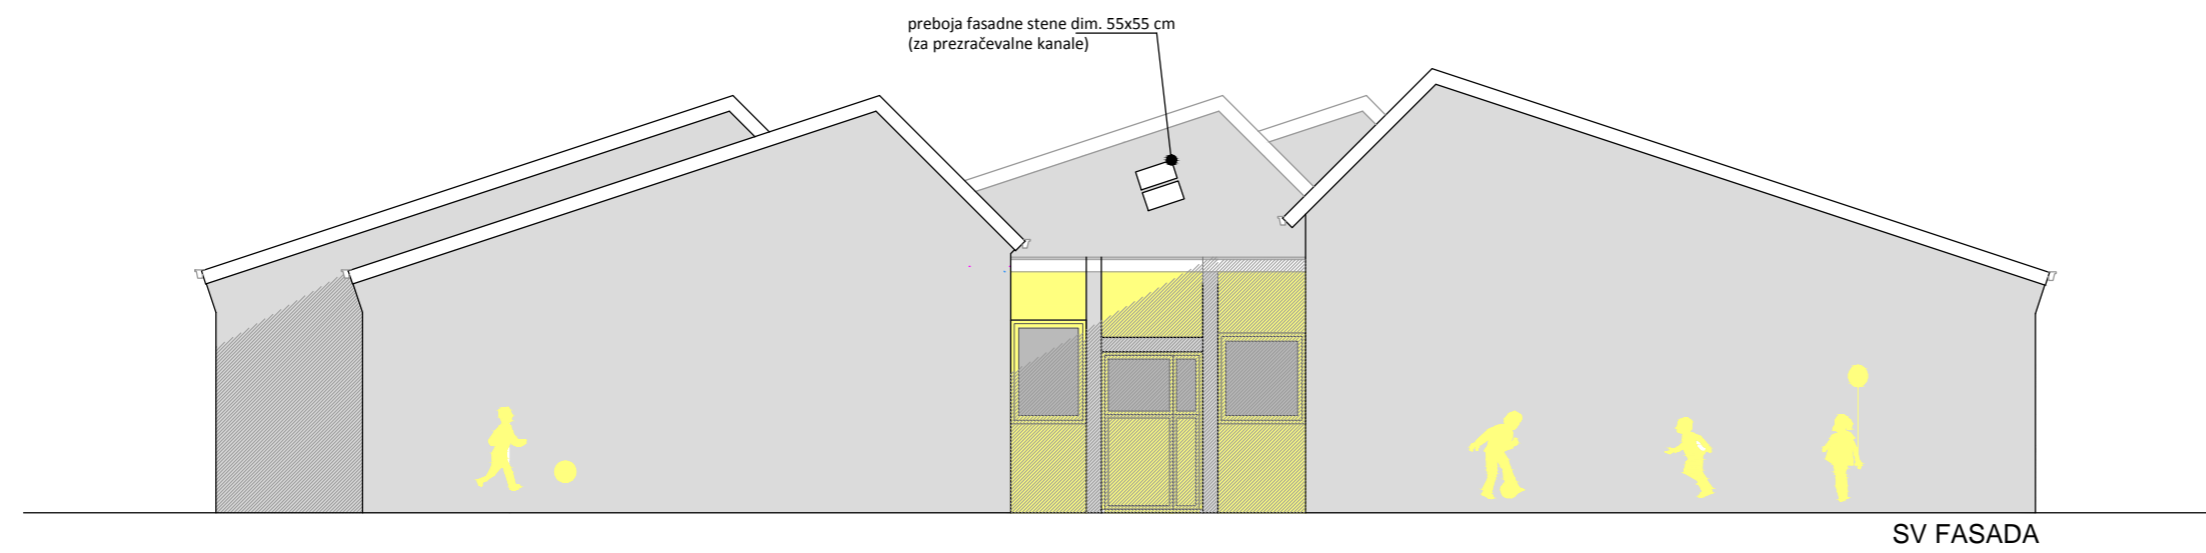 preboja fasadne stene dim. 55x55 cm
(za prezračevalne kanale)
SV FASADA